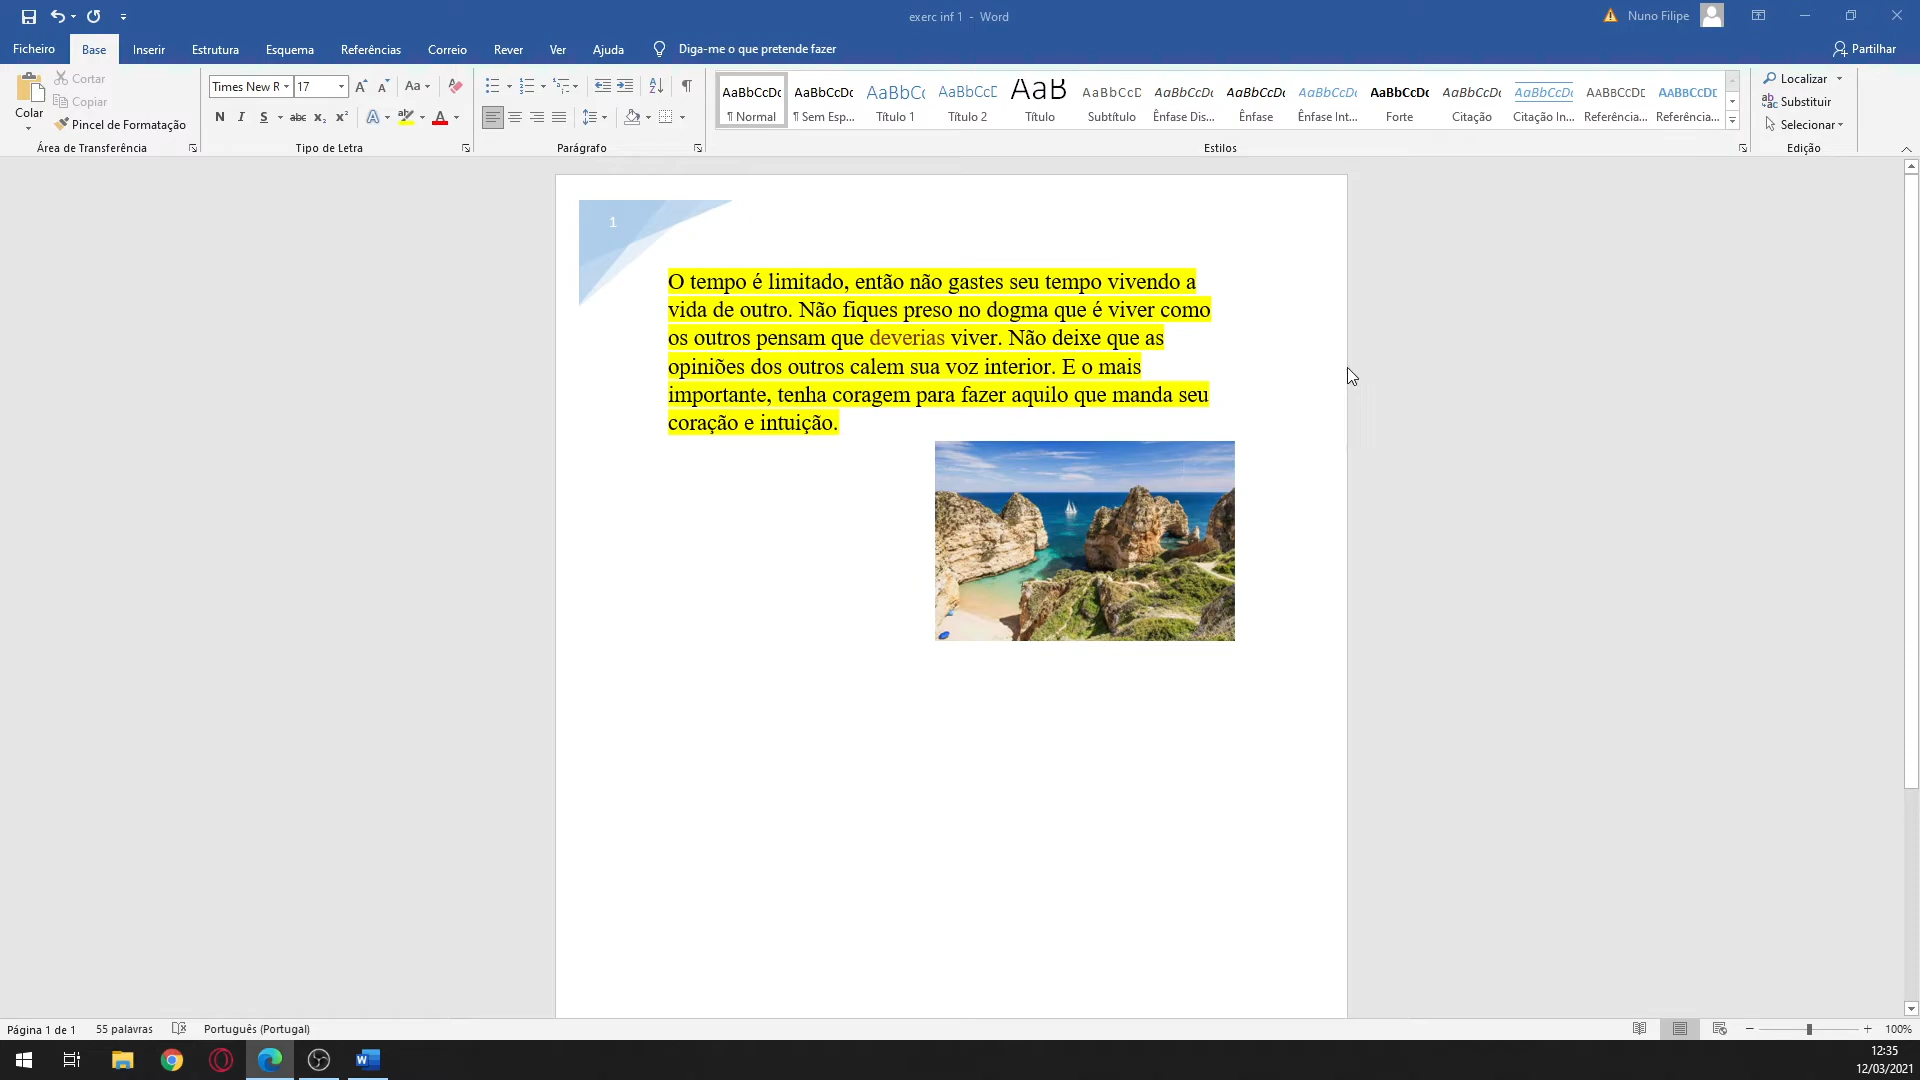 exerc inf 1 - Word
Nuno Filipe
Ficheiro Base Inserir Estrutura Esquema Referências Correio Rever Ver Ajuda Diga-me o que pretende fazer Partilhar
Colar
Cortar
Copiar
Pincel de Formatação
Área de Transferência
Times New R 17
Aa
N I S abc x₂ x² A ab A
Tipo de Letra
Parágrafo
AaBbCcDc AaBbCcDc AaBbC( AaBbCcE AaB AaBbCcD AaBbCcDc AaBbCcDc AaBbCcDc AaBbCcDc AaBbCcDc AaBbCcDc AABBCCDE AABBCCDE
¶ Normal ¶ Sem Esp... Título 1 Título 2 Título Subtítulo Ênfase Dis... Ênfase Ênfase Int... Forte Citação Citação In... Referência... Referência...
Estilos
Localizar
Substituir
Selecionar
Edição
1
O tempo é limitado, então não gastes seu tempo vivendo a
vida de outro. Não fiques preso no dogma que é viver como
os outros pensam que deverias viver. Não deixe que as
opiniões dos outros calem sua voz interior. E o mais
importante, tenha coragem para fazer aquilo que manda seu
coração e intuição.
Página 1 de 1 55 palavras Português (Portugal) 100%
12:35
12/03/2021